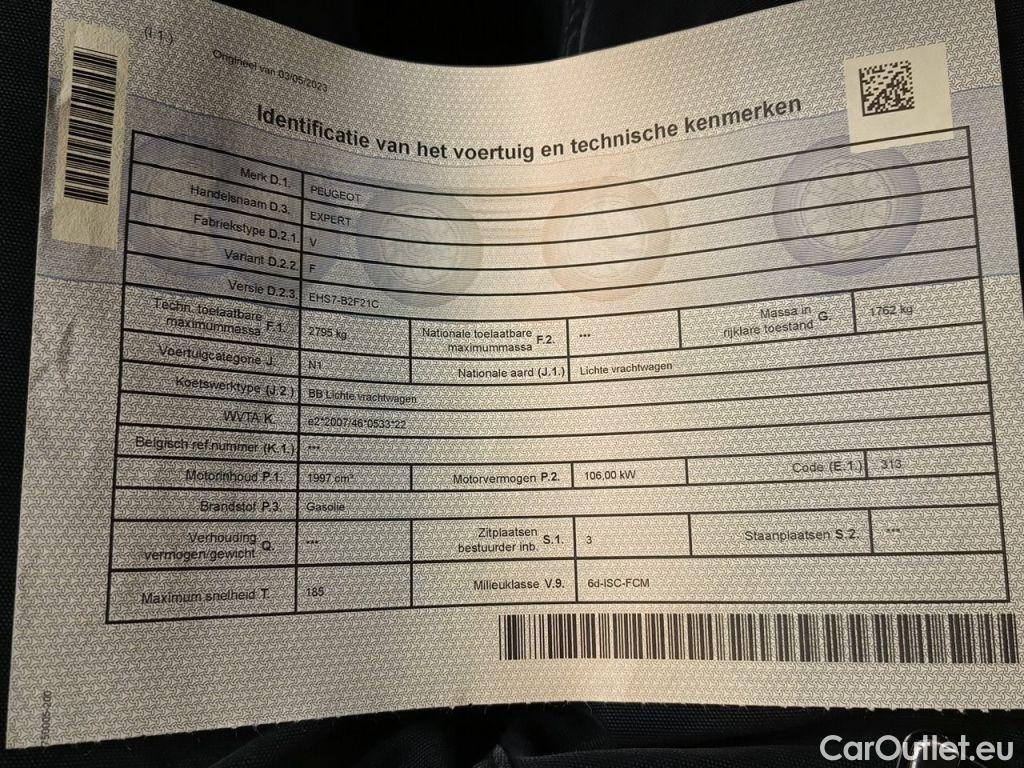 (I.1.)
Origineel van 03/05/2023
Identificatie van het voertuig en technische kenmerken
Merk D.1. PEUGEOT
Handelsnaam D.3. EXPERT
Fabriekstype D.2.1. V
Variant D.2.2. F
Versie D.2.3. EHS7-B2F21C
Techn. toelaatbare maximummassa F.1. 2795 kg Nationale toelaatbare maximummassa F.2. --- Massa in rijklare toestand G. 1762 kg
Voertuigcategorie J. N1 Nationale aard (J.1.) Lichte vrachtwagen
Koetswerktype (J.2.) BB Lichte vrachtwagen
WVTA K. e2*2007/46*0533*22
Belgisch ref.nummer (K.1.) ---
Motorinhoud P.1. 1997 cm³ Motorvermogen P.2. 106,00 kW Code (E.1.) 313
Brandstof P.3. Gasolie
Verhouding vermogen/gewicht Q. --- Zitplaatsen bestuurder inb. S.1. 3 Staanplaatsen S.2. ---
Maximum snelheid T. 185 Milieuklasse V.9. 6d-ISC-FCM
CarOutlet.eu